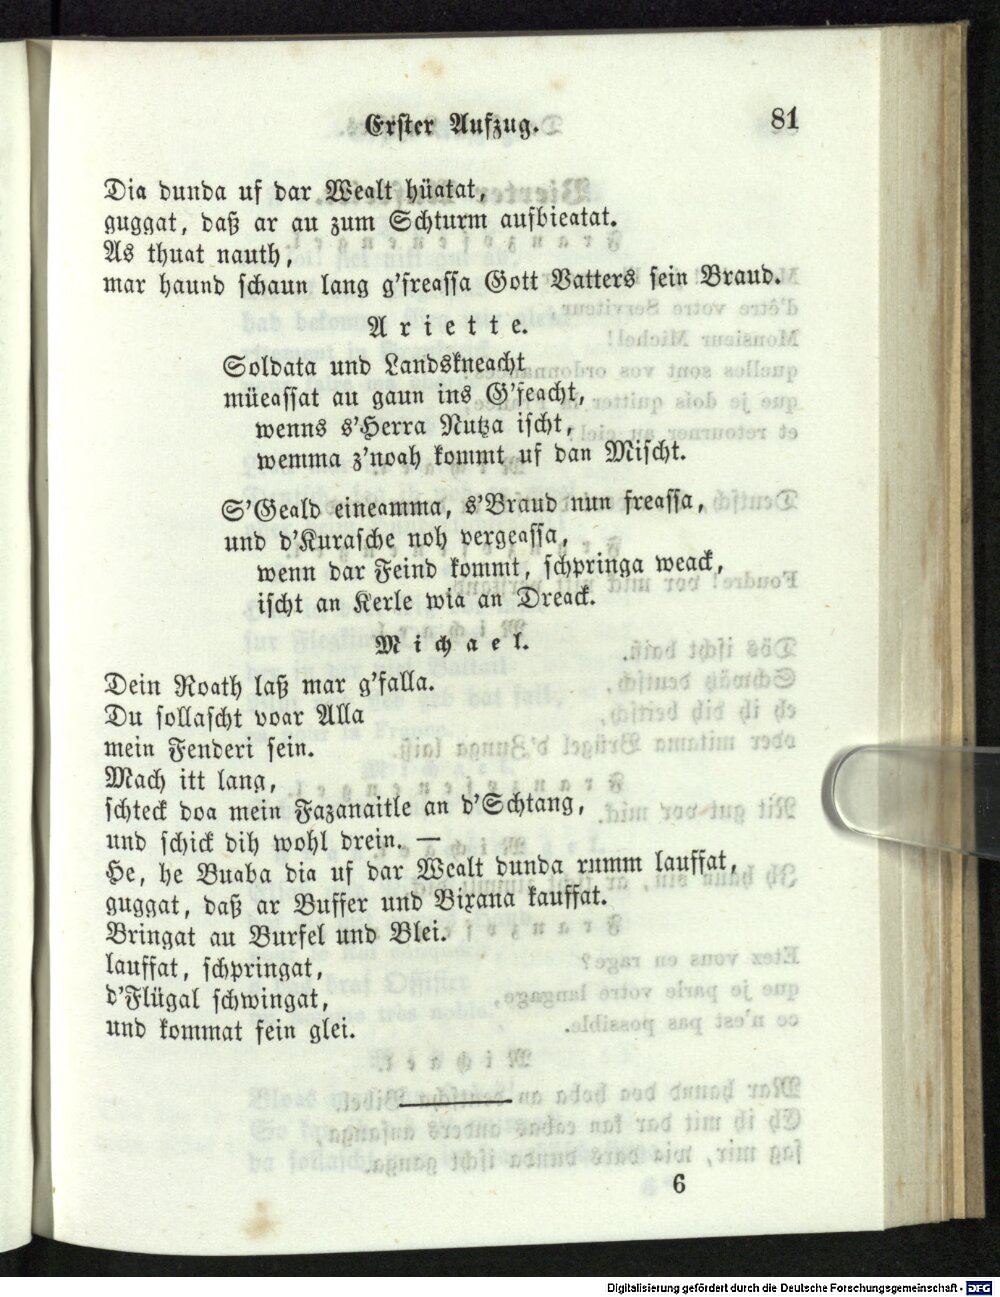 Erster Aufzug. 81
Dia dunda uf dar Wealt hüatat,
guggat, daß ar au zum Schturm aufbieatat.
As thuat nauth,
mar haund schaun lang g'freassa Gott Vatters sein Braud.
Ariette.
Soldata und Landskneacht
müeassat au gaun ins G'feacht,
wenns s'Herra Nutza ischt,
wemma z'noah kommt uf dan Mischt.
S'Geald eineamma, s'Braud nun freassa,
und d'Kurasche noh vergeassa,
wenn dar Feind kommt, schpringa weack,
ischt an Kerle wia an Dreack.
Michael.
Dein Roath laß mar g'falla.
Du sollascht voar Alla
mein Fenderi sein.
Mach itt lang,
schteck doa mein Fazanaitle an d'Schtang,
und schick dih wohl drein. —
He, he Buaba dia uf dar Wealt dunda rumm lauffat,
guggat, daß ar Buffer und Bixana kauffat.
Bringat au Burfel und Blei.
lauffat, schpringat,
d'Flügal schwingat,
und kommat fein glei.
6
Digitalisierung gefördert durch die Deutsche Forschungsgemeinschaft - DFG